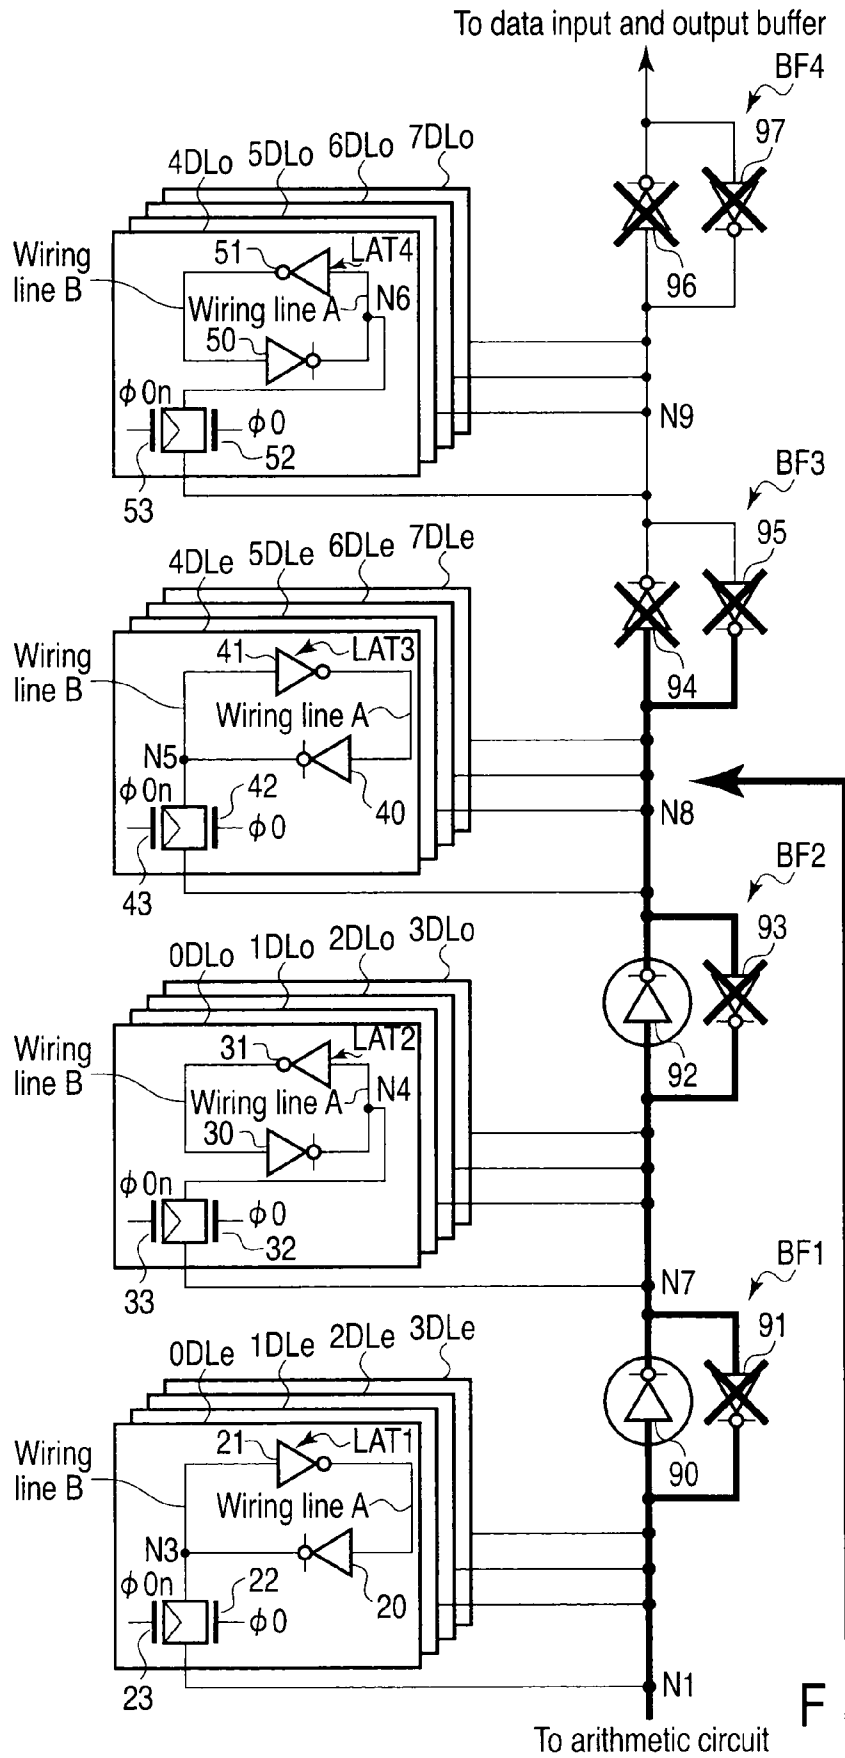 To data input and output buffer
BF4
97
96
4DLo
5DLo
6DLo
7DLo
Wiring
line B
51
LAT4
Wiring line A
N6
50
ϕ0n
ϕ0
52
53
N9
BF3
95
94
4DLe
5DLe
6DLe
7DLe
Wiring
line B
41
LAT3
Wiring line A
N5
40
ϕ0n
42
ϕ0
43
N8
BF2
93
92
0DLo
1DLo
2DLo
3DLo
Wiring
line B
31
LAT2
Wiring line A
N4
30
ϕ0n
ϕ0
32
33
N7
BF1
91
90
0DLe
1DLe
2DLe
3DLe
Wiring
line B
21
LAT1
Wiring line A
N3
20
ϕ0n
22
ϕ0
23
N1
F
To arithmetic circuit